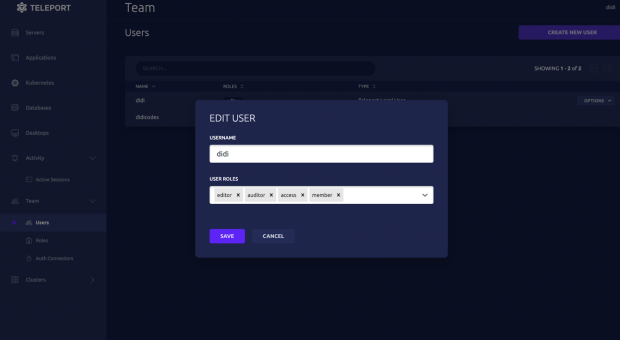 TELEPORT
Team
didi
Servers
Users
CREATE NEW USER
Applications
SEARCH...
SHOWING 1 - 2 of 2
Kubernetes
NAME
ROLES
TYPE
didi
OPTIONS
Databases
didicodes
EDIT USER
Desktops
USERNAME
didi
Activity
Active Sessions
USER ROLES
editor × auditor × access × member ×
Team
Users
SAVE
CANCEL
Roles
Auth Connectors
Clusters